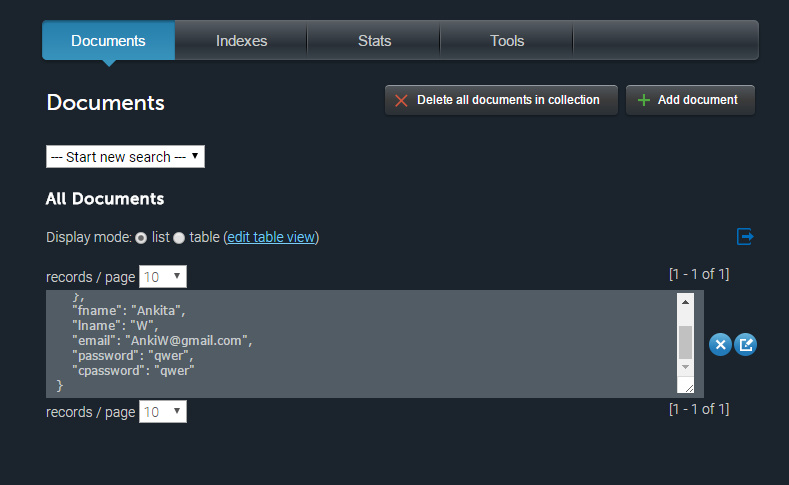 Documents Indexes Stats Tools
Documents
Delete all documents in collection Add document
--- Start new search ---
All Documents
Display mode: list table (edit table view)
records / page 10 [1 - 1 of 1]
},
"fname": "Ankita",
"lname": "W",
"email": "AnkiW@gmail.com",
"password": "qwer",
"cpassword": "qwer"
}
records / page 10 [1 - 1 of 1]